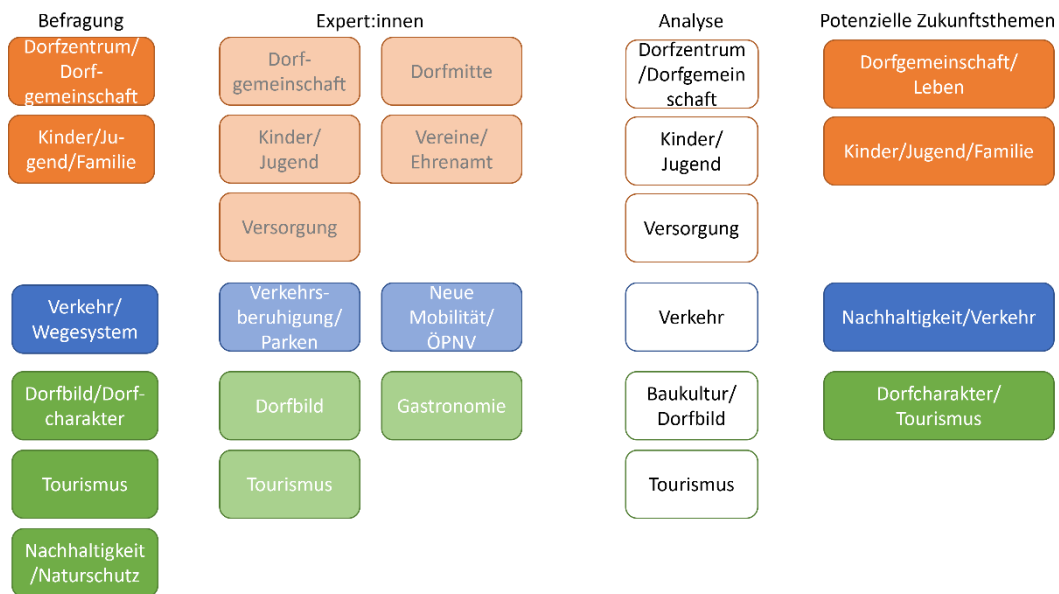 Befragung
Expert:innen
Analyse
Potenzielle Zukunftsthemen
Dorfzentrum/
Dorf-
gemeinschaft
Dorf-
gemeinschaft
Dorfmitte
Dorfzentrum
/Dorfgemein
schaft
Dorfgemeinschaft/
Leben
Kinder/Ju-
gend/Familie
Kinder/
Jugend
Vereine/
Ehrenamt
Kinder/
Jugend
Kinder/Jugend/Familie
Versorgung
Versorgung
Verkehr/
Wegesystem
Verkehrs-
beruhigung/
Parken
Neue
Mobilität/
ÖPNV
Verkehr
Nachhaltigkeit/Verkehr
Dorfbild/Dorf-
charakter
Dorfbild
Gastronomie
Baukultur/
Dorfbild
Dorfcharakter/
Tourismus
Tourismus
Tourismus
Tourismus
Nachhaltigkeit
/Naturschutz